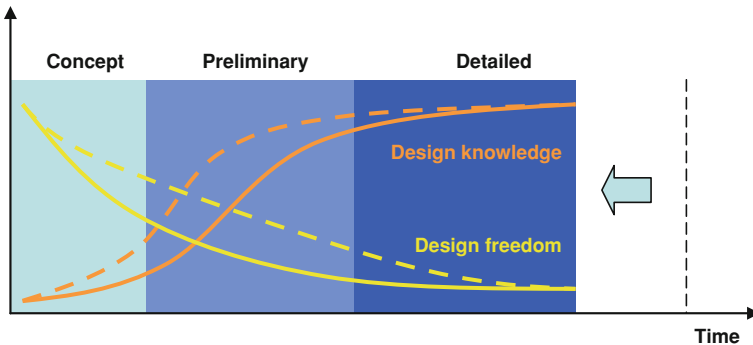 Concept
Preliminary
Detailed
Design knowledge
Design freedom
Time